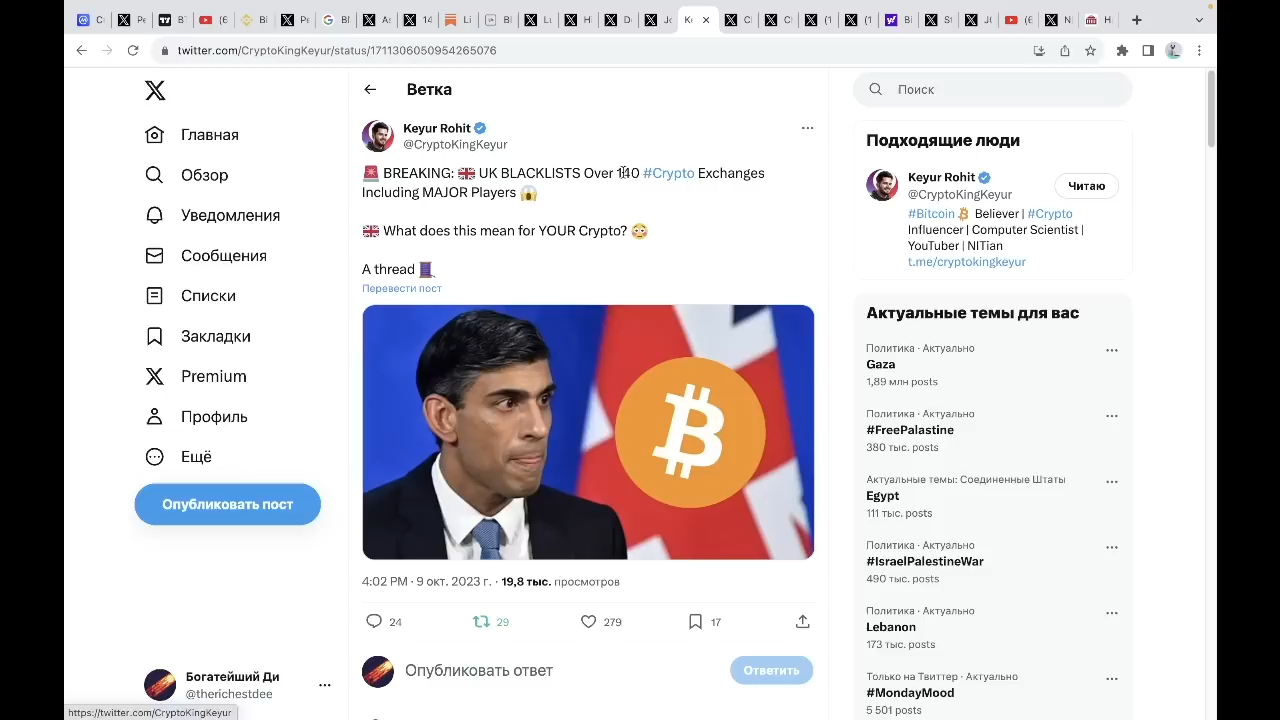 twitter.com/CryptoKingKeyur/status/1711306050954265076
Главная
Обзор
Уведомления
Сообщения
Списки
Закладки
Premium
Профиль
Ещё
Опубликовать пост
Богатейший Ди
@therichestdee
https://twitter.com/CryptoKingKeyur
Ветка
Keyur Rohit
@CryptoKingKeyur
BREAKING: UK BLACKLISTS Over 140 #Crypto Exchanges
Including MAJOR Players
What does this mean for YOUR Crypto?
A thread
Перевести пост
4:02 PM · 9 окт. 2023 г. · 19,8 тыс. просмотров
24 29 279 17
Опубликовать ответ
Ответить
Поиск
Подходящие люди
Keyur Rohit
@CryptoKingKeyur
Читаю
#Bitcoin Believer | #Crypto
Influencer | Computer Scientist |
YouTuber | NITian
t.me/cryptokingkeyur
Актуальные темы для вас
Политика · Актуально
Gaza
1,89 млн posts
Политика · Актуально
#FreePalastine
380 тыс. posts
Актуальные темы: Соединенные Штаты
Egypt
111 тыс. posts
Политика · Актуально
#IsraelPalestineWar
490 тыс. posts
Политика · Актуально
Lebanon
173 тыс. posts
Только на Твиттер · Актуально
#MondayMood
5 501 posts